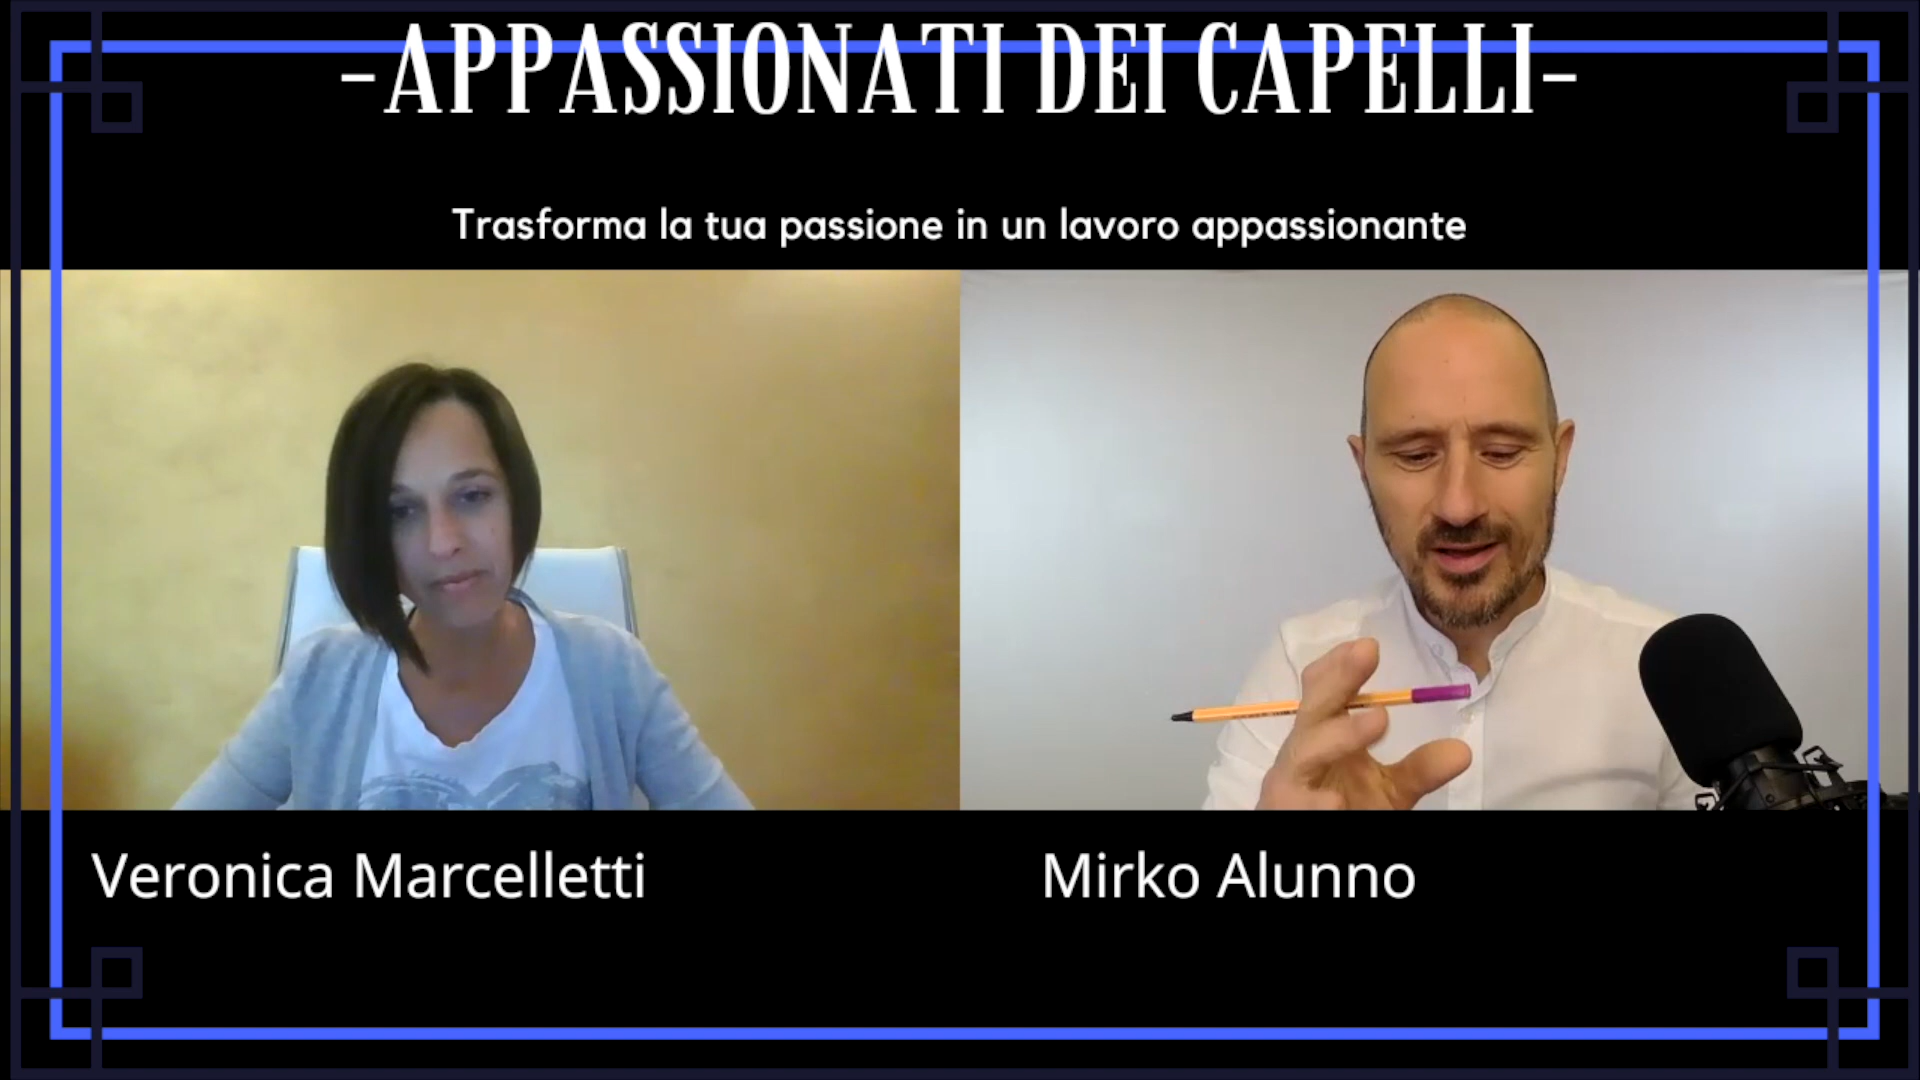 -APPASSIONATI DEI CAPELLI-
Trasforma la tua passione in un lavoro appassionante
Veronica Marcelletti
Mirko Alunno